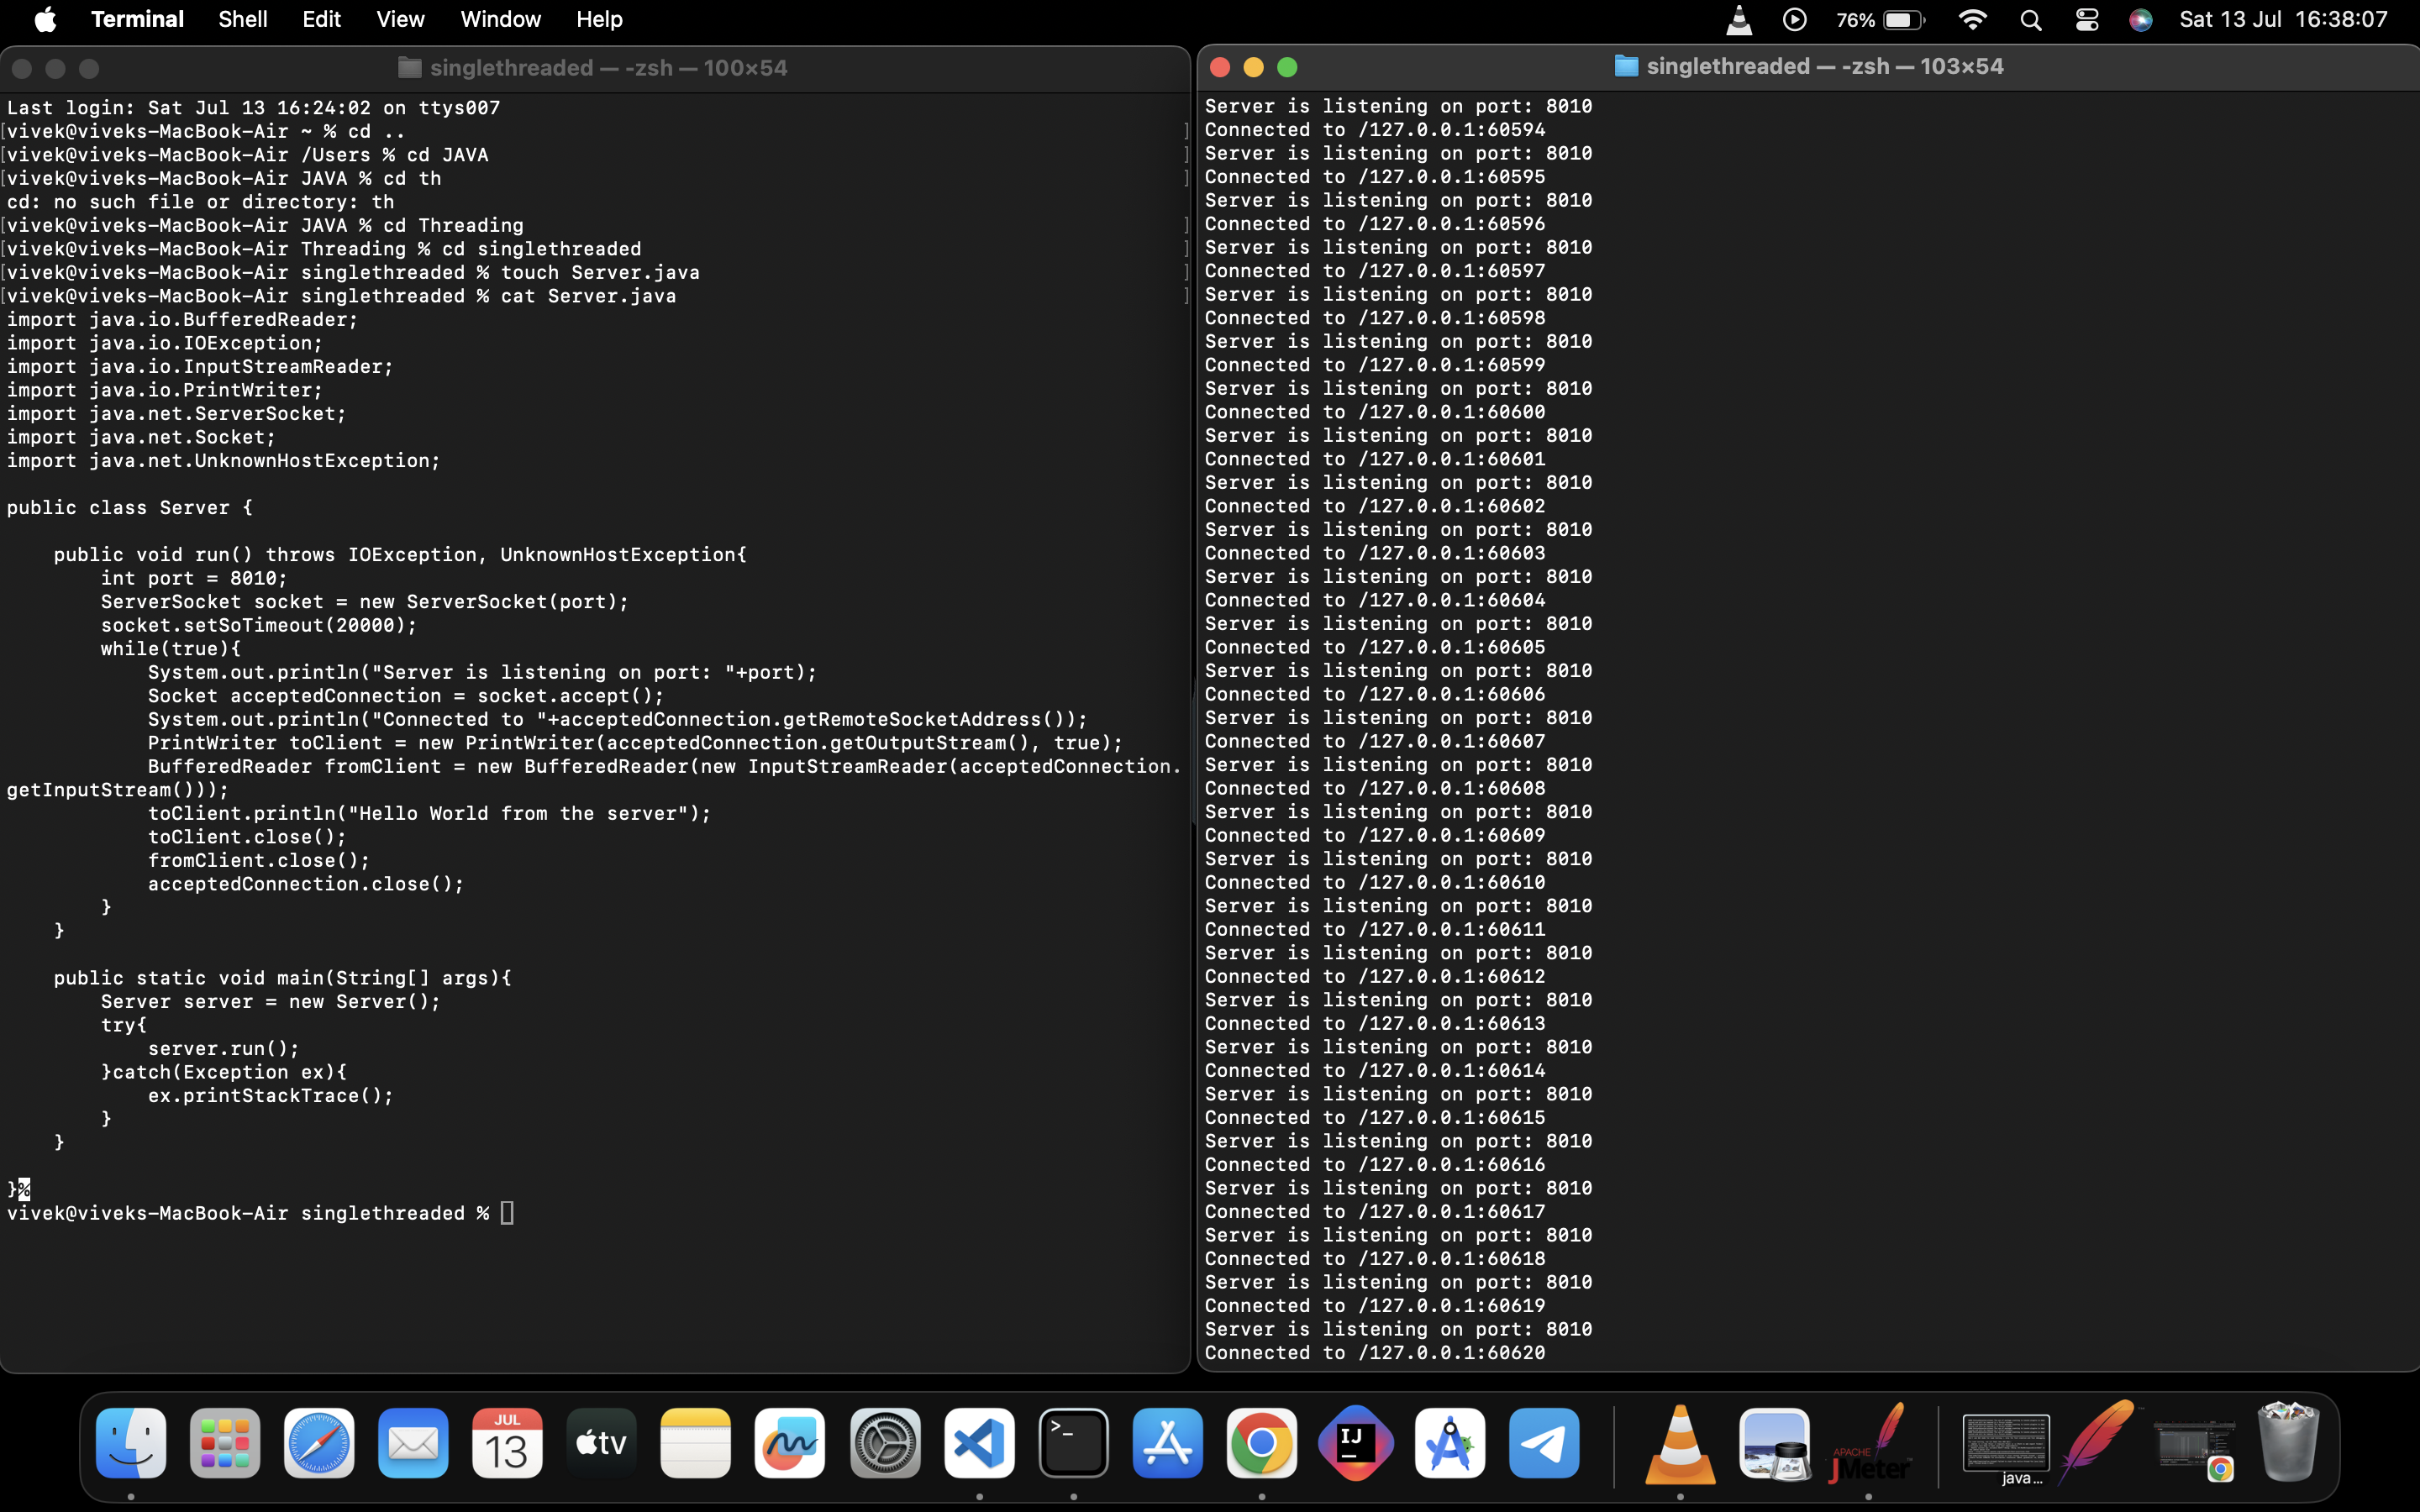 Terminal Shell Edit View Window Help 76% Sat 13 Jul 16:38:07
singlethreaded — -zsh — 100×54
Last login: Sat Jul 13 16:24:02 on ttys007
[vivek@viveks-MacBook-Air ~ % cd .. ]
[vivek@viveks-MacBook-Air /Users % cd JAVA ]
[vivek@viveks-MacBook-Air JAVA % cd th ]
cd: no such file or directory: th
[vivek@viveks-MacBook-Air JAVA % cd Threading ]
[vivek@viveks-MacBook-Air Threading % cd singlethreaded ]
[vivek@viveks-MacBook-Air singlethreaded % touch Server.java ]
[vivek@viveks-MacBook-Air singlethreaded % cat Server.java ]
import java.io.BufferedReader;
import java.io.IOException;
import java.io.InputStreamReader;
import java.io.PrintWriter;
import java.net.ServerSocket;
import java.net.Socket;
import java.net.UnknownHostException;
public class Server {
public void run() throws IOException, UnknownHostException{
int port = 8010;
ServerSocket socket = new ServerSocket(port);
socket.setSoTimeout(20000);
while(true){
System.out.println("Server is listening on port: "+port);
Socket acceptedConnection = socket.accept();
System.out.println("Connected to "+acceptedConnection.getRemoteSocketAddress());
PrintWriter toClient = new PrintWriter(acceptedConnection.getOutputStream(), true);
BufferedReader fromClient = new BufferedReader(new InputStreamReader(acceptedConnection.
getInputStream()));
toClient.println("Hello World from the server");
toClient.close();
fromClient.close();
acceptedConnection.close();
}
}
public static void main(String[] args){
Server server = new Server();
try{
server.run();
}catch(Exception ex){
ex.printStackTrace();
}
}
}%
vivek@viveks-MacBook-Air singlethreaded %
singlethreaded — -zsh — 103×54
Server is listening on port: 8010
Connected to /127.0.0.1:60594
Server is listening on port: 8010
Connected to /127.0.0.1:60595
Server is listening on port: 8010
Connected to /127.0.0.1:60596
Server is listening on port: 8010
Connected to /127.0.0.1:60597
Server is listening on port: 8010
Connected to /127.0.0.1:60598
Server is listening on port: 8010
Connected to /127.0.0.1:60599
Server is listening on port: 8010
Connected to /127.0.0.1:60600
Server is listening on port: 8010
Connected to /127.0.0.1:60601
Server is listening on port: 8010
Connected to /127.0.0.1:60602
Server is listening on port: 8010
Connected to /127.0.0.1:60603
Server is listening on port: 8010
Connected to /127.0.0.1:60604
Server is listening on port: 8010
Connected to /127.0.0.1:60605
Server is listening on port: 8010
Connected to /127.0.0.1:60606
Server is listening on port: 8010
Connected to /127.0.0.1:60607
Server is listening on port: 8010
Connected to /127.0.0.1:60608
Server is listening on port: 8010
Connected to /127.0.0.1:60609
Server is listening on port: 8010
Connected to /127.0.0.1:60610
Server is listening on port: 8010
Connected to /127.0.0.1:60611
Server is listening on port: 8010
Connected to /127.0.0.1:60612
Server is listening on port: 8010
Connected to /127.0.0.1:60613
Server is listening on port: 8010
Connected to /127.0.0.1:60614
Server is listening on port: 8010
Connected to /127.0.0.1:60615
Server is listening on port: 8010
Connected to /127.0.0.1:60616
Server is listening on port: 8010
Connected to /127.0.0.1:60617
Server is listening on port: 8010
Connected to /127.0.0.1:60618
Server is listening on port: 8010
Connected to /127.0.0.1:60619
Server is listening on port: 8010
Connected to /127.0.0.1:60620
JUL
13
tv
>_
IJ
APACHE
JMeter
java...